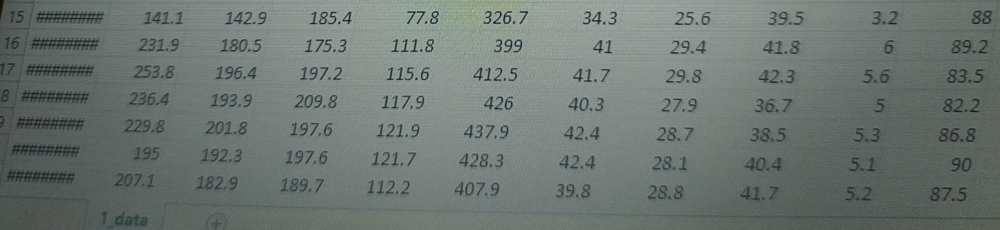 15 ######## 141.1 142.9 185.4 77.8 326.7 34.3 25.6 39.5 3.2 88
16 ######## 231.9 180.5 175.3 111.8 399 41 29.4 41.8 6 89.2
17 ######## 253.8 196.4 197.2 115.6 412.5 41.7 29.8 42.3 5.6 83.5
8 ######## 236.4 193.9 209.8 117.9 426 40.3 27.9 36.7 5 82.2
9 ######## 229.8 201.8 197.6 121.9 437.9 42.4 28.7 38.5 5.3 86.8
######## 195 192.3 197.6 121.7 428.3 42.4 28.1 40.4 5.1 90
######## 207.1 182.9 189.7 112.2 407.9 39.8 28.8 41.7 5.2 87.5
1_data